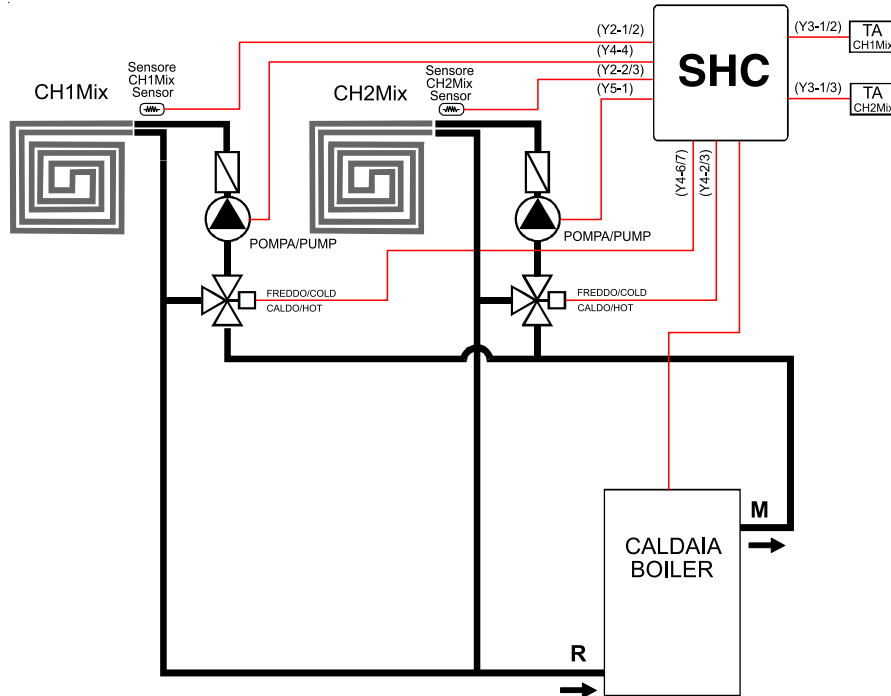 (Y2-1/2)
(Y3-1/2)
TA
CH1Mix
(Y4-4)
SHC
Sensore
CH1Mix
Sensor
Sensore
CH2Mix
Sensor
(Y2-2/3)
CH1Mix
CH2Mix
(Y5-1)
(Y3-1/3)
TA
CH2Mix
(Y4-6/7)
(Y4-2/3)
POMPA/PUMP
POMPA/PUMP
FREDDO/COLD
CALDO/HOT
FREDDO/COLD
CALDO/HOT
M
CALDAIA
BOILER
R